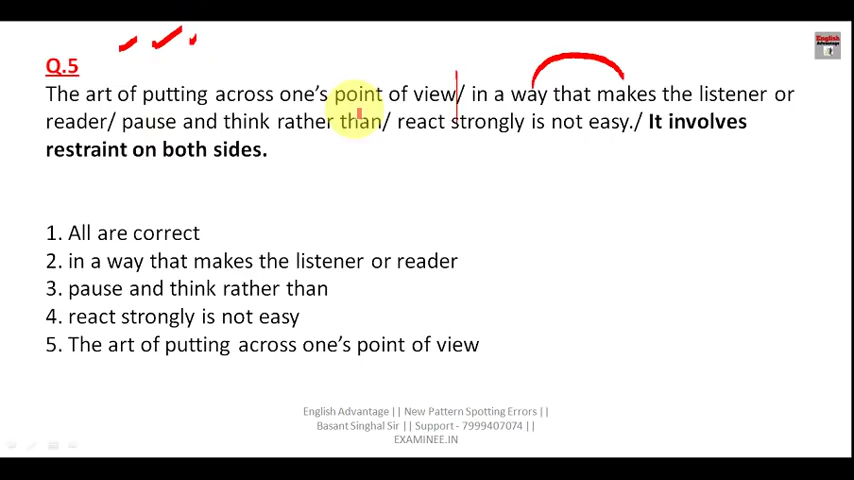 English
Advantage
Q.5
The art of putting across one's point of view/ in a way that makes the listener or
reader/ pause and think rather than/ react strongly is not easy./ It involves
restraint on both sides.
1. All are correct
2. in a way that makes the listener or reader
3. pause and think rather than
4. react strongly is not easy
5. The art of putting across one's point of view
English Advantage || New Pattern Spotting Errors ||
Basant Singhal Sir || Support - 7999407074 ||
EXAMINEE.IN